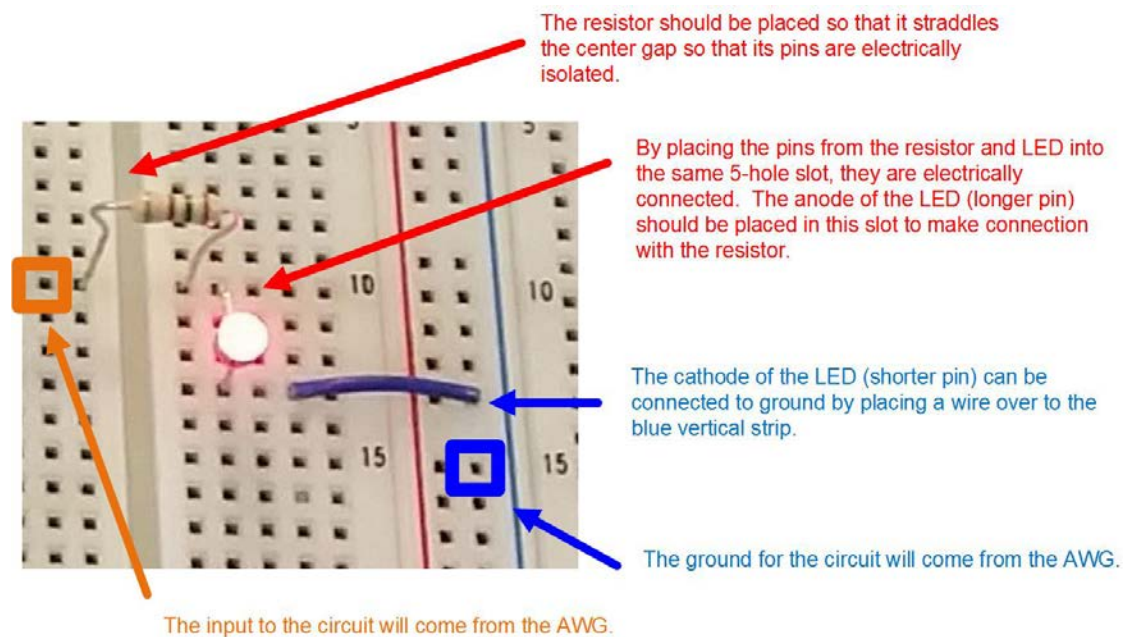 The resistor should be placed so that it straddles
the center gap so that its pins are electrically
isolated.
5
5
By placing the pins from the resistor and LED into
the same 5-hole slot, they are electrically
connected. The anode of the LED (longer pin)
should be placed in this slot to make connection
with the resistor.
10
10
The cathode of the LED (shorter pin) can be
connected to ground by placing a wire over to the
blue vertical strip.
15
15
The ground for the circuit will come from the AWG.
The input to the circuit will come from the AWG.